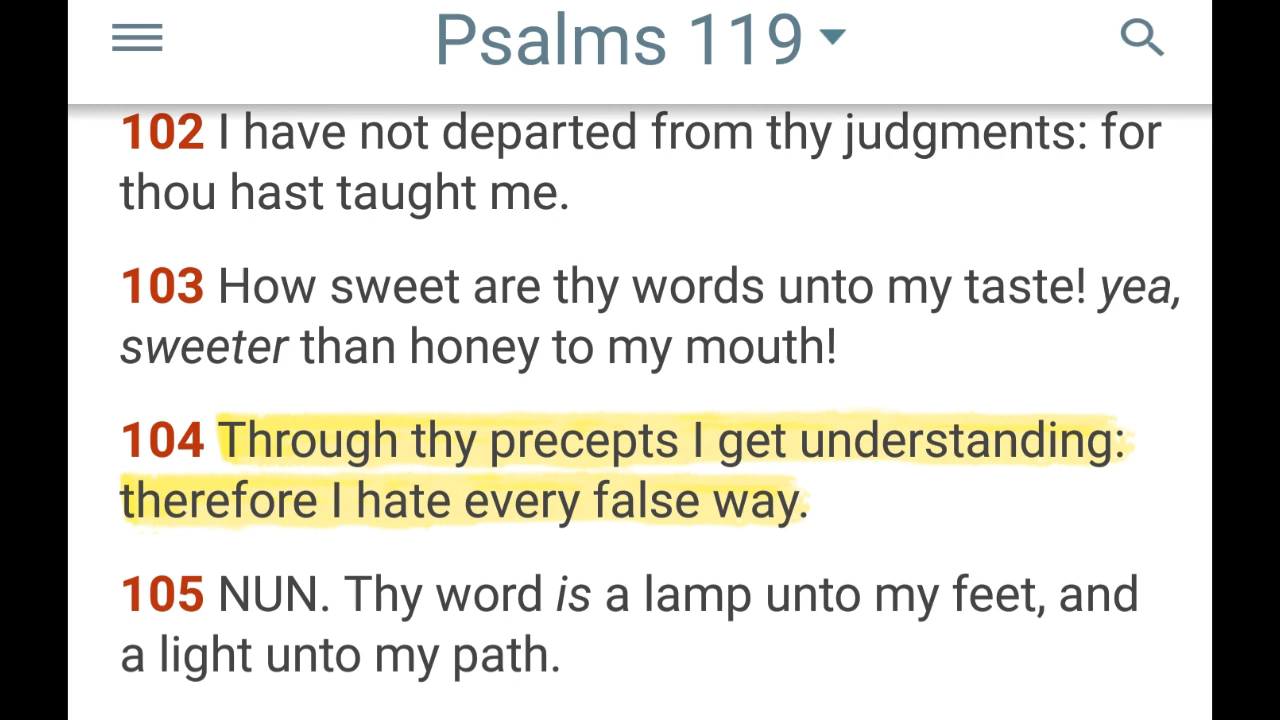 Psalms 119
102 I have not departed from thy judgments: for
thou hast taught me.
103 How sweet are thy words unto my taste! yea,
sweeter than honey to my mouth!
104 Through thy precepts I get understanding:
therefore I hate every false way.
105 NUN. Thy word is a lamp unto my feet, and
a light unto my path.